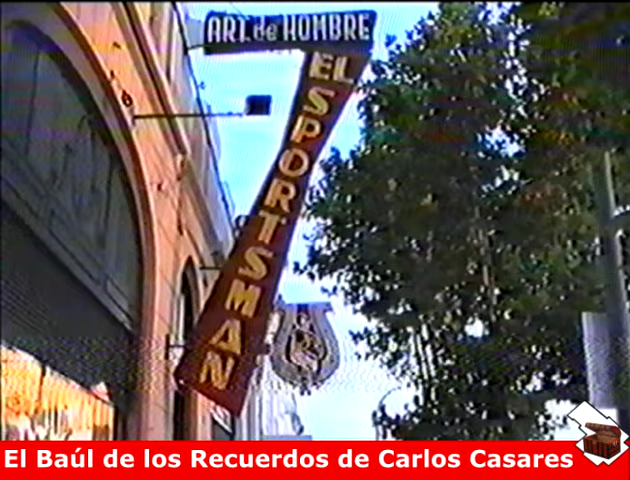 ART. de HOMBRE
EL SPORTSMAN
El Baúl de los Recuerdos de Carlos Casares